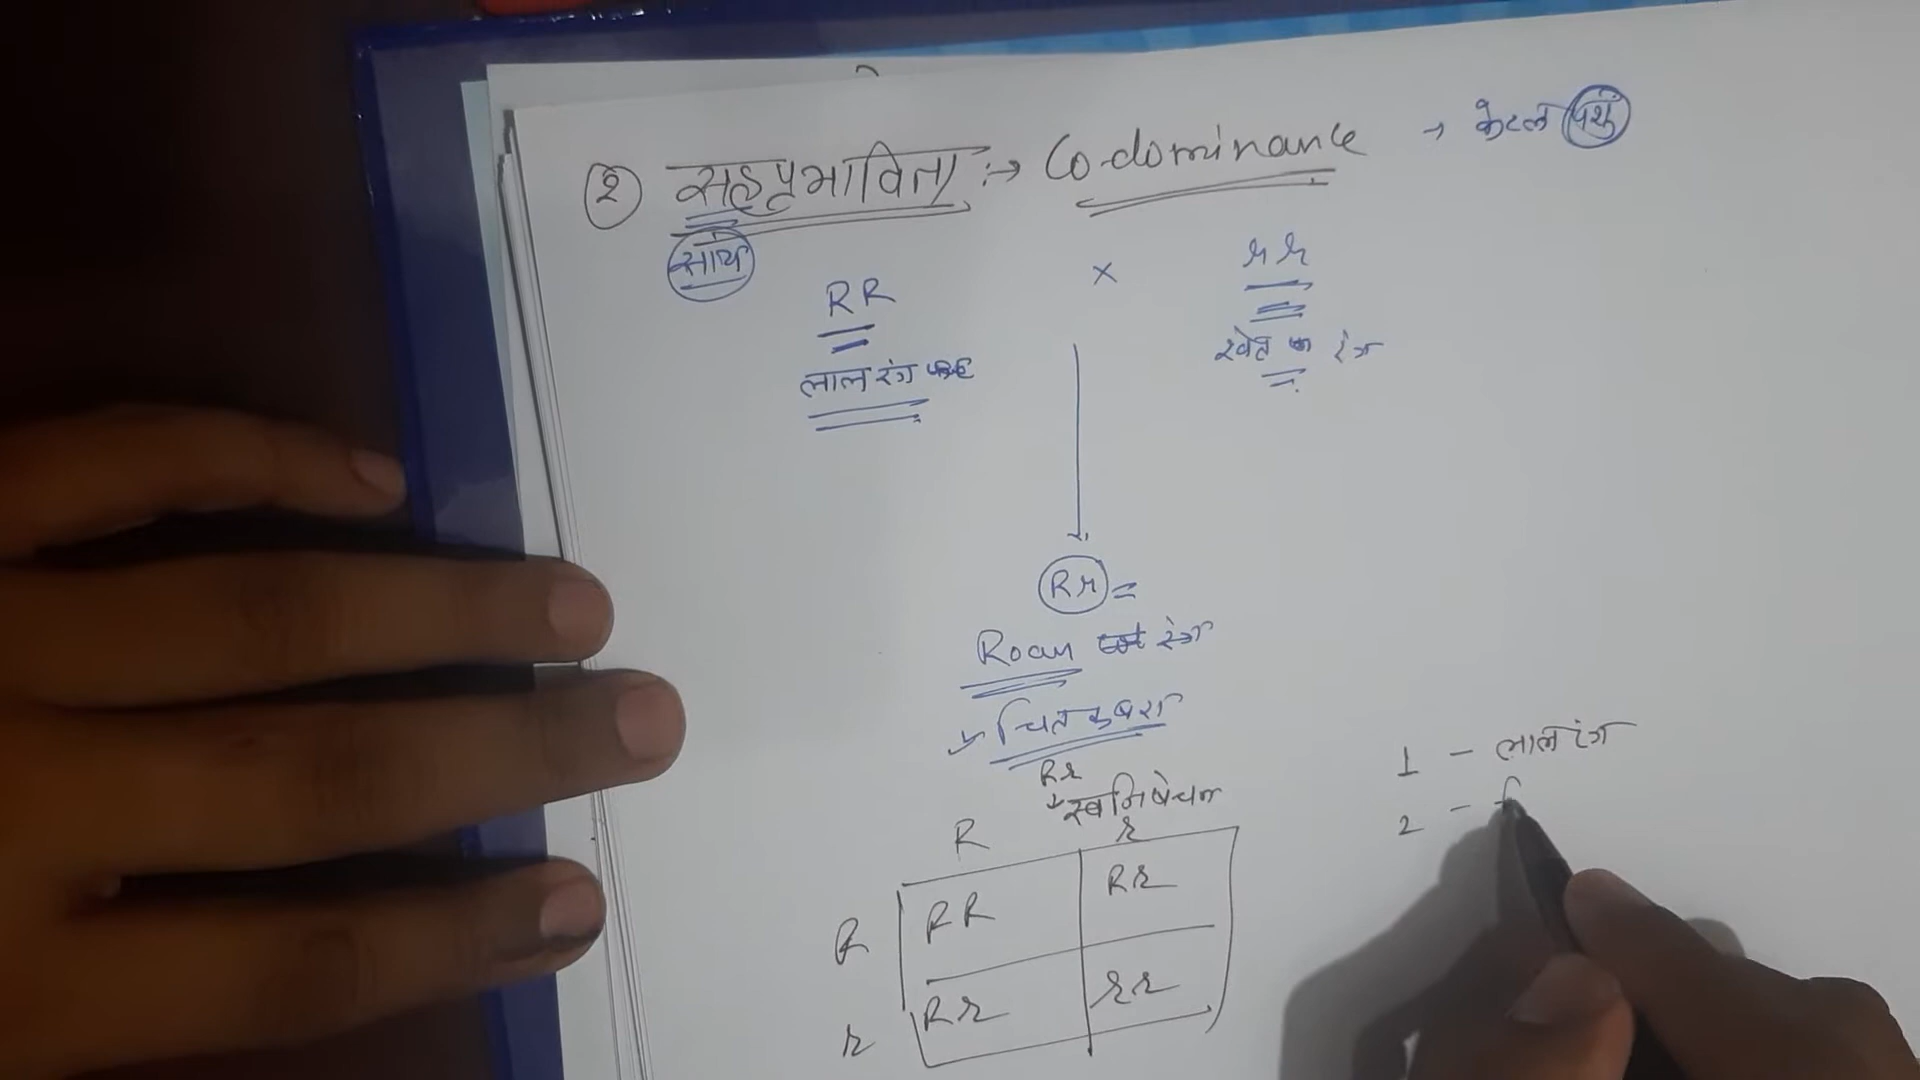 ② सहप्रभाविता :→ Co-dominance → केटल पशु
साथ
RR × rr
लाल रंग श्वेत रंग
Rr =
Roan रंग
चितकबरा
Rr
स्वनिषेचन
R r
R RR Rr
r Rr rr
1 – लाल रंग
2 –